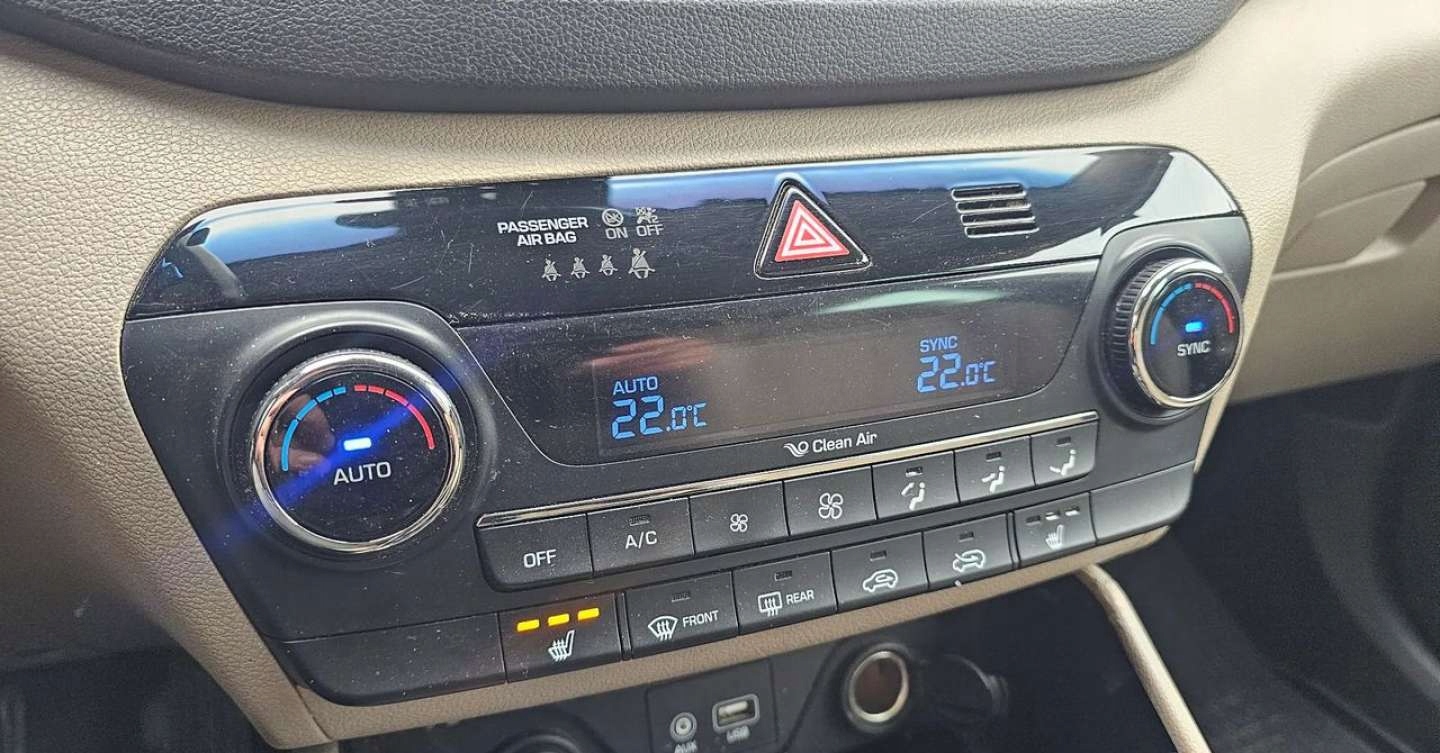 PASSENGER
AIR BAG
ON OFF
AUTO
22.0°C
SYNC
22.0°C
Clean Air
AUTO
SYNC
OFF
A/C
FRONT
REAR
AUX
USB